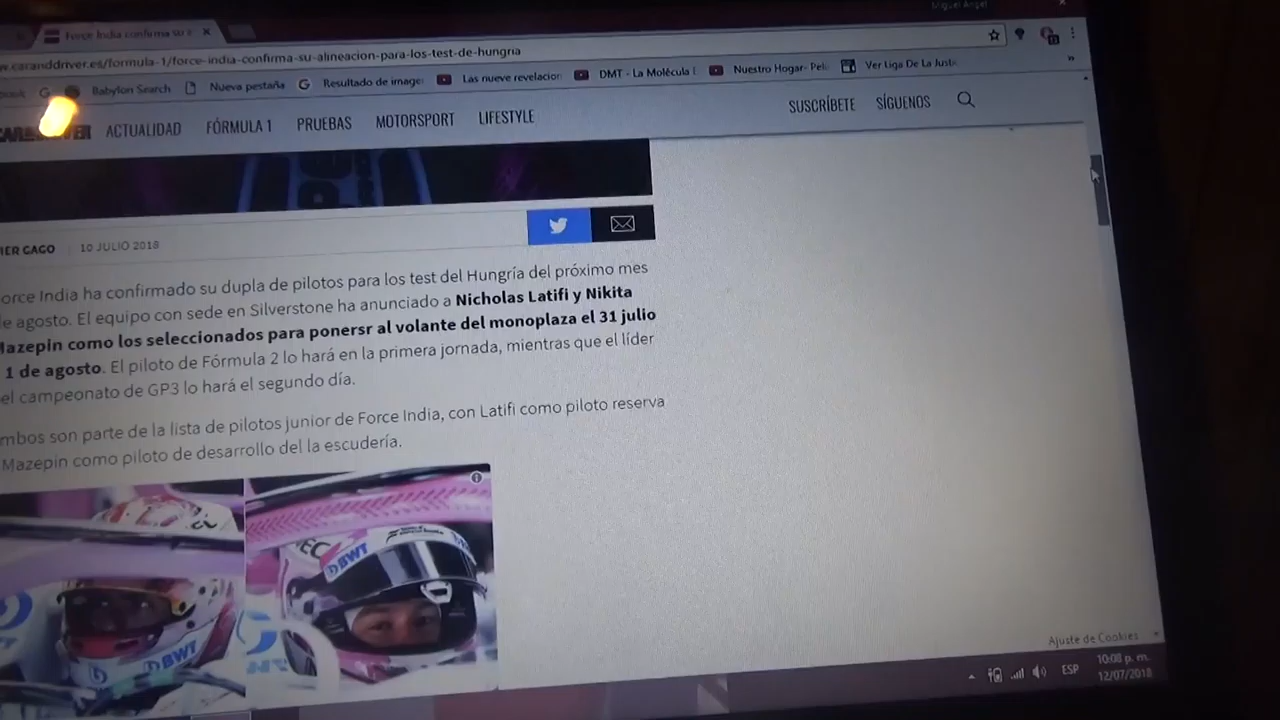 Miguel Angel
Force India confirma su
w.caranddriver.es/formula-1/force-india-confirma-su-alineacion-para-los-test-de-hungria
Babylon Search Nueva pestaña Resultado de image Las nueve revelacion DMT - La Molécula Nuestro Hogar- Pel Ver Liga De La Justi
ACTUALIDAD FÓRMULA 1 PRUEBAS MOTORSPORT LIFESTYLE SUSCRÍBETE SÍGUENOS
IER GAGO 10 JULIO 2018
orce India ha confirmado su dupla de pilotos para los test del Hungría del próximo mes
e agosto. El equipo con sede en Silverstone ha anunciado a Nicholas Latifi y Nikita
Mazepin como los seleccionados para ponersr al volante del monoplaza el 31 julio
1 de agosto. El piloto de Fórmula 2 lo hará en la primera jornada, mientras que el líder
el campeonato de GP3 lo hará el segundo día.
mbos son parte de la lista de pilotos junior de Force India, con Latifi como piloto reserva
Mazepin como piloto de desarrollo del la escudería.
BWT
BWT
Ajuste de Cookies
ESP 10:08 p. m.
12/07/2018